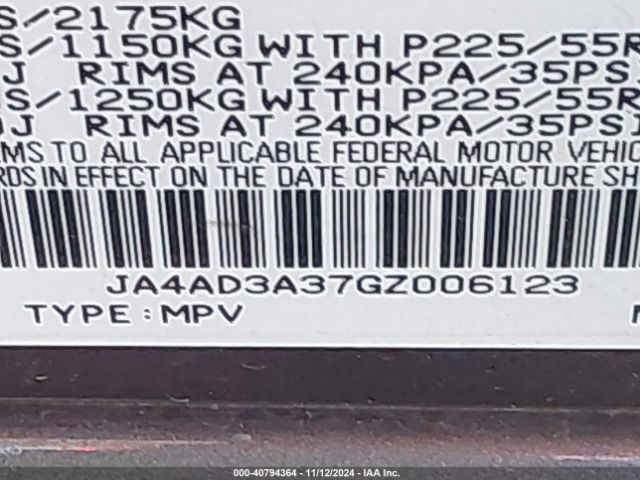 S/2175KG
S/1150KG WITH P225/55R
J RIMS AT 240KPA/35PSI
S/1250KG WITH P225/55R
J RIMS AT 240KPA/35PSI
TO ALL APPLICABLE FEDERAL MOTOR VEHIC
IN EFFECT ON THE DATE OF MANUFACTURE SH
JA4AD3A37GZ006123
TYPE:MPV
000-40794364 - 11/12/2024 - IAA Inc.